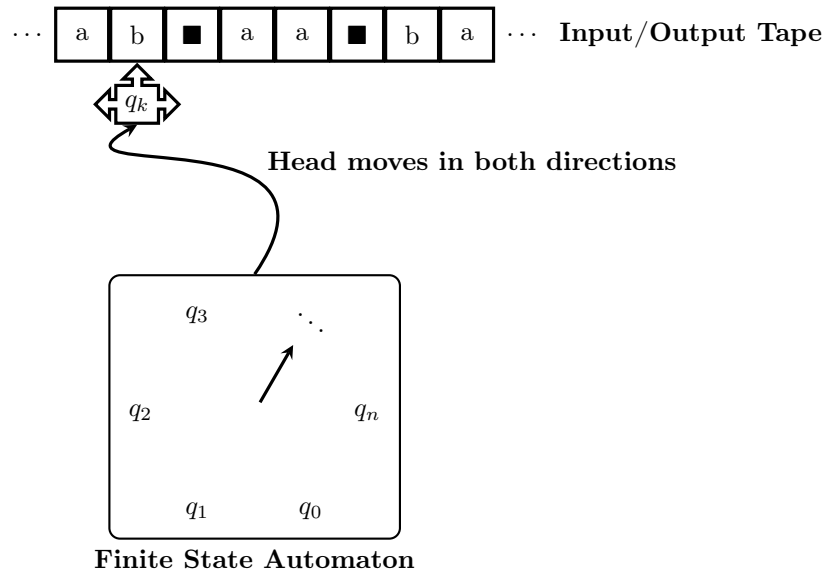 ··· a b ■ a a ■ b a ··· Input/Output Tape
q_k
Head moves in both directions
q_3 ⋱
q_2 q_n
q_1 q_0
Finite State Automaton